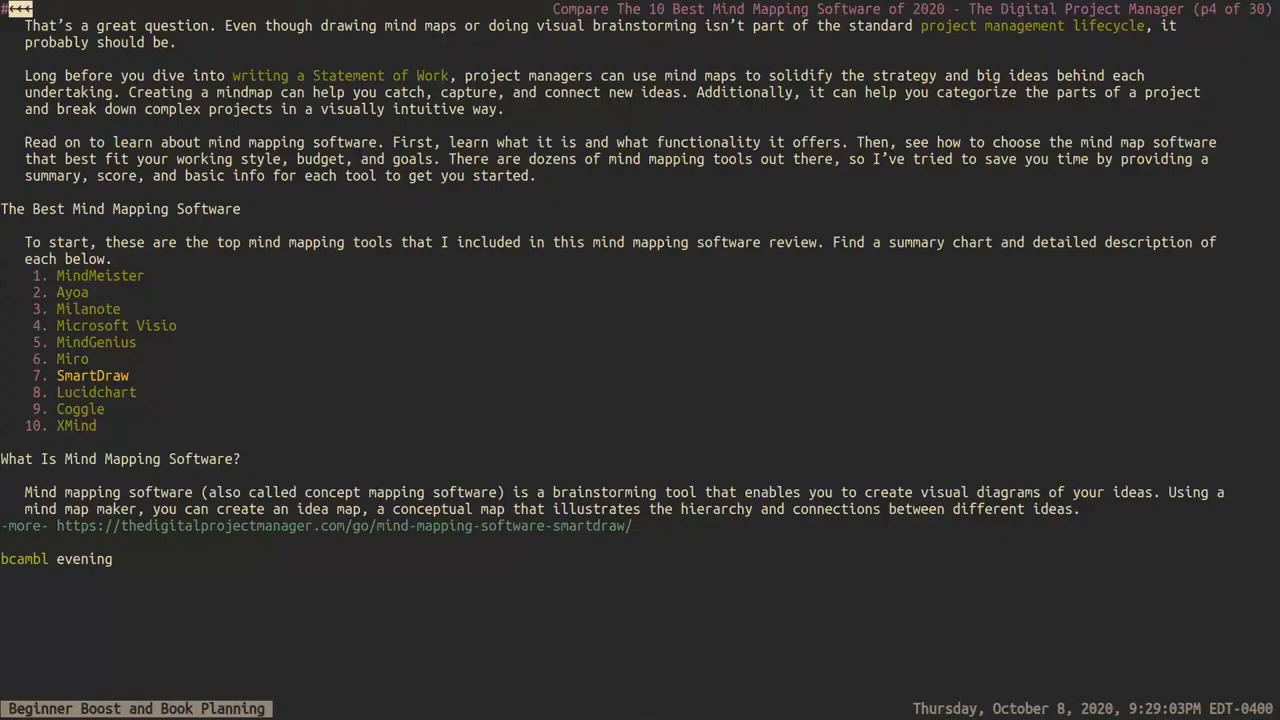 #<<< Compare The 10 Best Mind Mapping Software of 2020 - The Digital Project Manager (p4 of 30)
That’s a great question. Even though drawing mind maps or doing visual brainstorming isn’t part of the standard project management lifecycle, it
probably should be.
Long before you dive into writing a Statement of Work, project managers can use mind maps to solidify the strategy and big ideas behind each
undertaking. Creating a mindmap can help you catch, capture, and connect new ideas. Additionally, it can help you categorize the parts of a project
and break down complex projects in a visually intuitive way.
Read on to learn about mind mapping software. First, learn what it is and what functionality it offers. Then, see how to choose the mind map software
that best fit your working style, budget, and goals. There are dozens of mind mapping tools out there, so I’ve tried to save you time by providing a
summary, score, and basic info for each tool to get you started.
The Best Mind Mapping Software
To start, these are the top mind mapping tools that I included in this mind mapping software review. Find a summary chart and detailed description of
each below.
1. MindMeister
2. Ayoa
3. Milanote
4. Microsoft Visio
5. MindGenius
6. Miro
7. SmartDraw
8. Lucidchart
9. Coggle
10. XMind
What Is Mind Mapping Software?
Mind mapping software (also called concept mapping software) is a brainstorming tool that enables you to create visual diagrams of your ideas. Using a
mind map maker, you can create an idea map, a conceptual map that illustrates the hierarchy and connections between different ideas.
-more- https://thedigitalprojectmanager.com/go/mind-mapping-software-smartdraw/
bcambl evening
Beginner Boost and Book Planning Thursday, October 8, 2020, 9:29:03PM EDT-0400